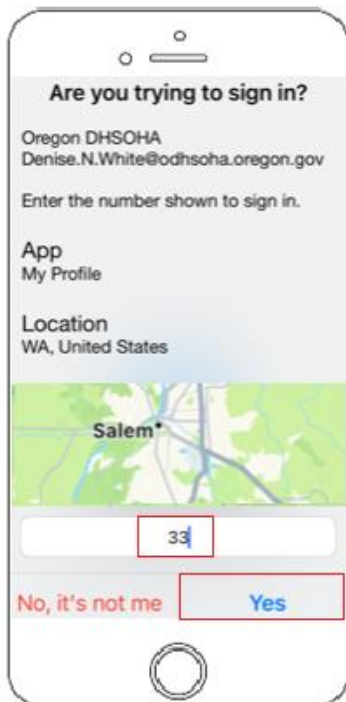 Are you trying to sign in?
Oregon DHSOHA
Denise.N.White@odhsoha.oregon.gov
Enter the number shown to sign in.
App
My Profile
Location
WA, United States
Salem
33
No, it's not me Yes